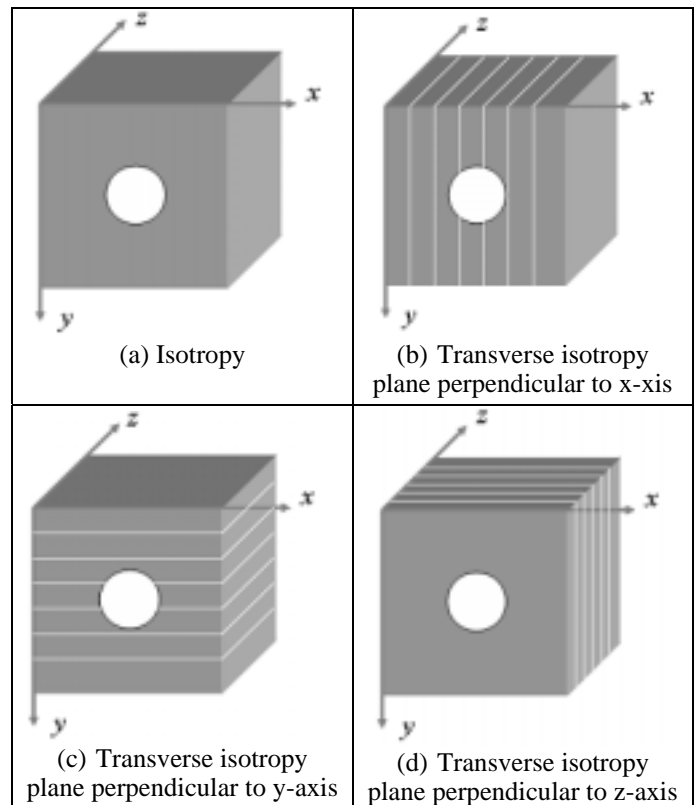 z
x
y
(a) Isotropy
z
x
y
(b) Transverse isotropy
plane perpendicular to x-xis
z
x
y
(c) Transverse isotropy
plane perpendicular to y-axis
z
x
y
(d) Transverse isotropy
plane perpendicular to z-axis